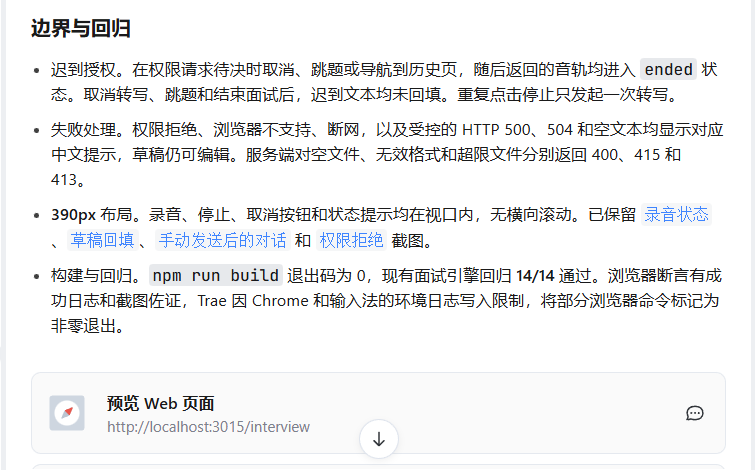 边界与回归
迟到授权。在权限请求待决时取消、跳题或导航到历史页，随后返回的音轨均进入 ended 状
态。取消转写、跳题和结束面试后，迟到文本均未回填。重复点击停止只发起一次转写。
失败处理。权限拒绝、浏览器不支持、断网，以及受控的 HTTP 500、504 和空文本均显示对应
中文提示，草稿仍可编辑。服务端对空文件、无效格式和超限文件分别返回 400、415 和
413。
390px 布局。录音、停止、取消按钮和状态提示均在视口内，无横向滚动。已保留 录音状态
、草稿回填、手动发送后的对话 和 权限拒绝 截图。
构建与回归。npm run build 退出码为 0，现有面试引擎回归 14/14 通过。浏览器断言有成
功日志和截图佐证，Trae 因 Chrome 和输入法的环境日志写入限制，将部分浏览器命令标记为
非零退出。
预览 Web 页面
http://localhost:3015/interview